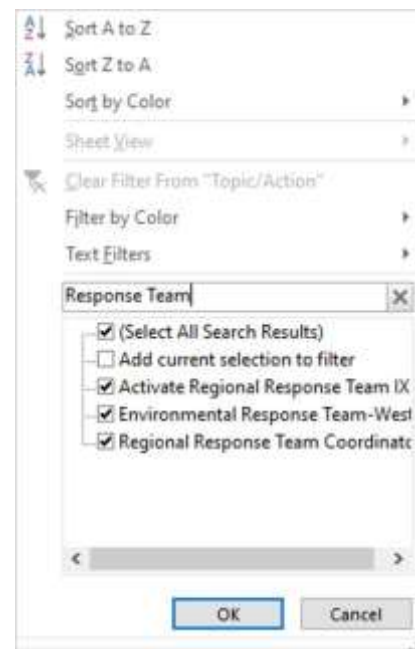 Sort A to Z
Sort Z to A
Sort by Color
Sheet View
Clear Filter From "Topic/Action"
Filter by Color
Text Filters
Response Team
(Select All Search Results)
Add current selection to filter
Activate Regional Response Team IX
Environmental Response Team-West
Regional Response Team Coordinatc
OK
Cancel